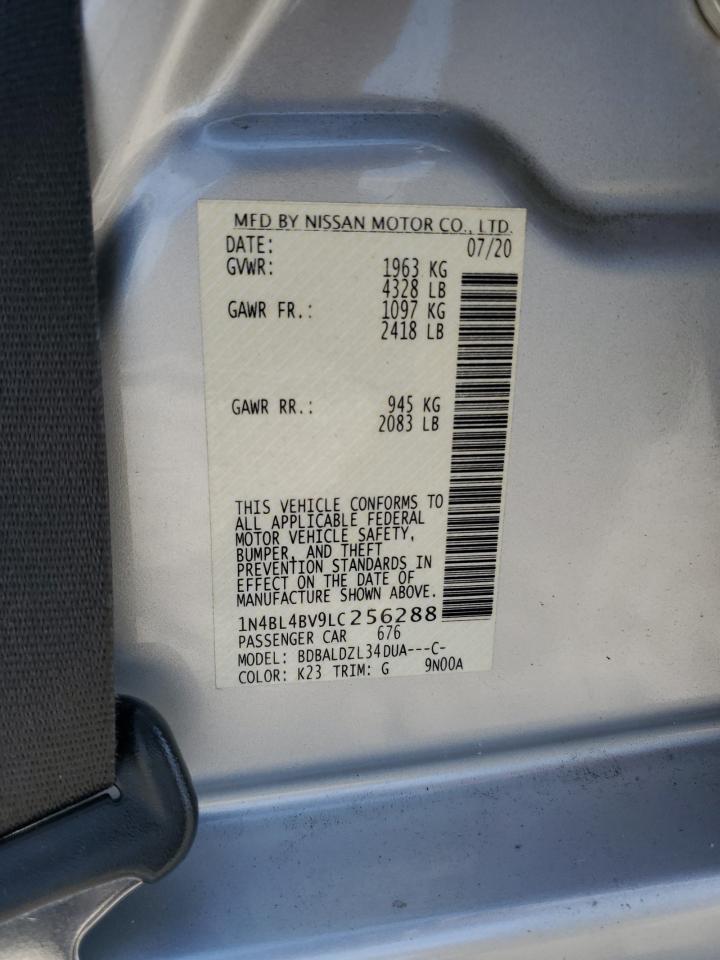 MFD BY NISSAN MOTOR CO., LTD.
DATE: 07/20
GVWR: 1963 KG
4328 LB
GAWR FR.: 1097 KG
2418 LB
GAWR RR.: 945 KG
2083 LB
THIS VEHICLE CONFORMS TO
ALL APPLICABLE FEDERAL
MOTOR VEHICLE SAFETY,
BUMPER, AND THEFT
PREVENTION STANDARDS IN
EFFECT ON THE DATE OF
MANUFACTURE SHOWN ABOVE.
1N4BL4BV9LC256288
PASSENGER CAR 676
MODEL: BDBALDZL34DUA---C-
COLOR: K23 TRIM: G 9N00A